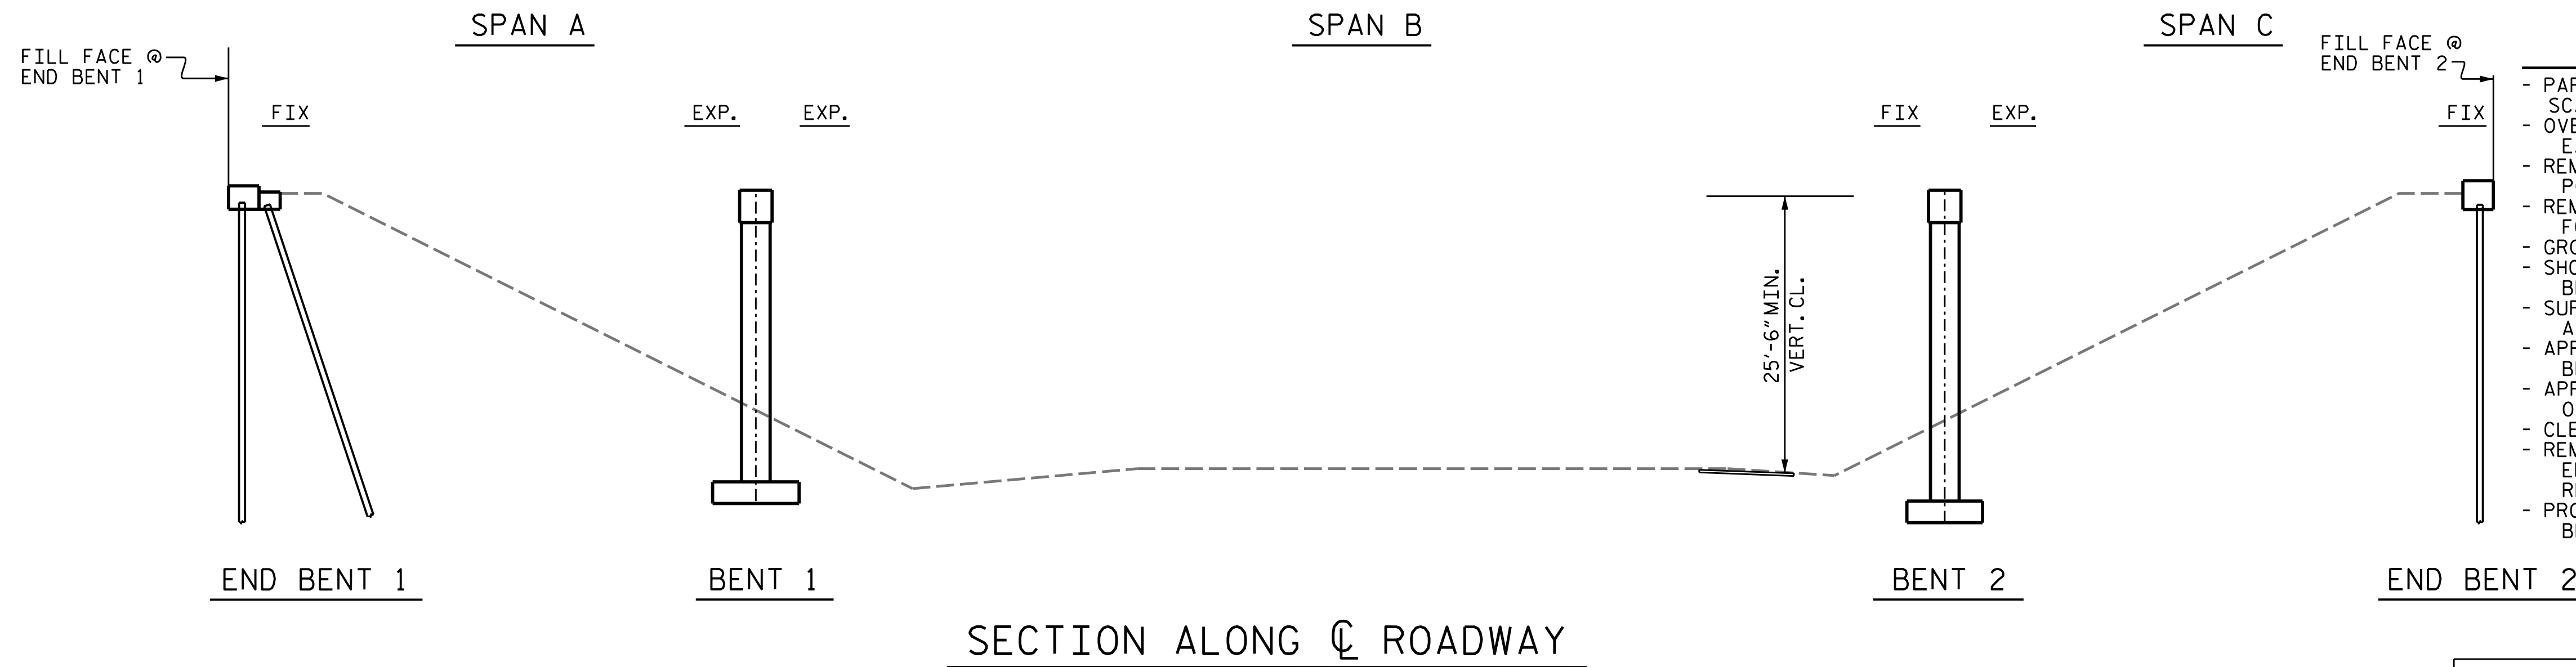 SPAN A
SPAN B
SPAN C
FILL FACE @
END BENT 1
FILL FACE @
END BENT 2
FIX
EXP.
EXP.
FIX
EXP.
FIX
25'-6" MIN.
VERT. CL.
-
-
-
-
- 
-
-
-
-
-
-
-
END BENT 1
BENT 1
BENT 2
END BENT 2
SECTION ALONG ℄ ROADWAY